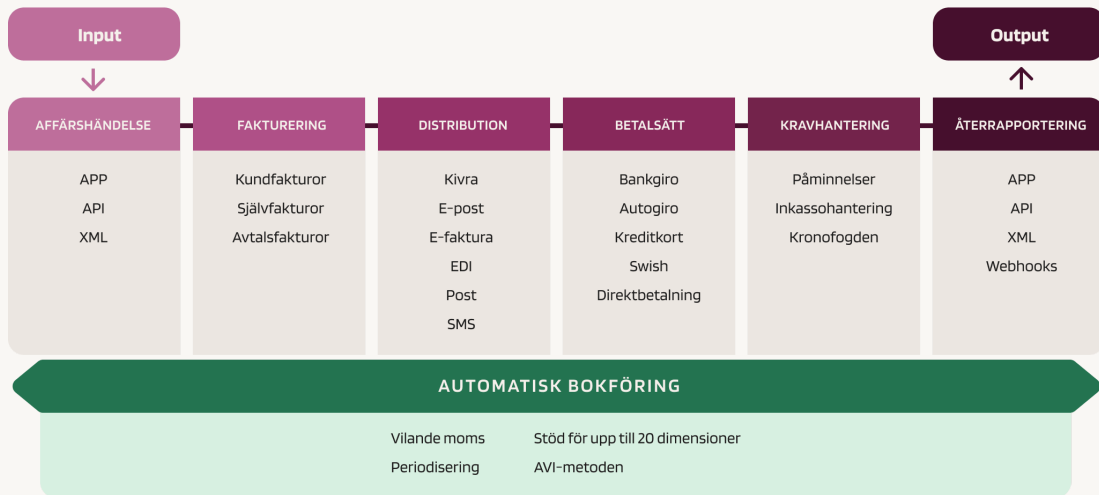 Input
Output
AFFÄRSHÄNDELSE
APP
API
XML
FAKTURERING
Kundfakturor
Självfakturor
Avtalsfakturor
DISTRIBUTION
Kivra
E-post
E-faktura
EDI
Post
SMS
BETALSÄTT
Bankgiro
Autogiro
Kreditkort
Swish
Direktbetalning
KRAVHANTERING
Påminnelser
Inkassohantering
Kronofogden
ÅTERRAPPORTERING
APP
API
XML
Webhooks
AUTOMATISK BOKFÖRING
Vilande moms
Periodisering
Stöd för upp till 20 dimensioner
AVI-metoden